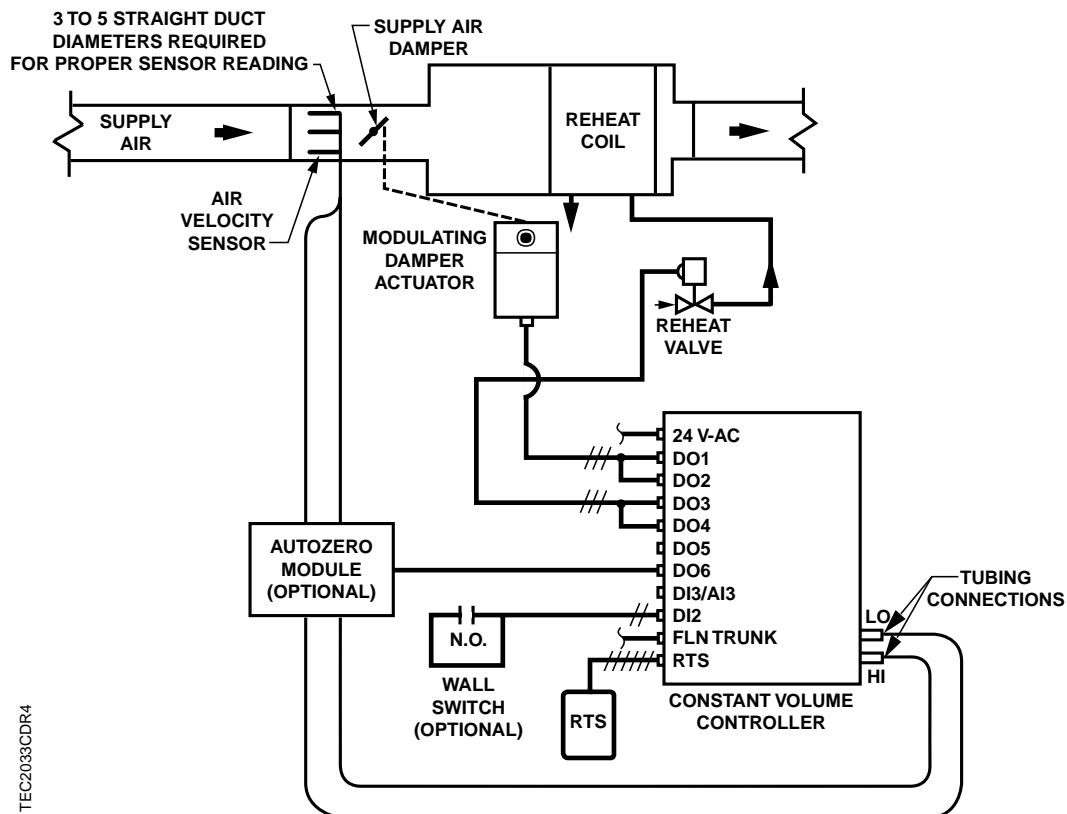 3 TO 5 STRAIGHT DUCT
DIAMETERS REQUIRED
FOR PROPER SENSOR READING
SUPPLY AIR
DAMPER
SUPPLY
AIR
REHEAT
COIL
AIR
VELOCITY
SENSOR
MODULATING
DAMPER
ACTUATOR
REHEAT
VALVE
24 V-AC
DO1
DO2
DO3
DO4
DO5
DO6
DI3/AI3
DI2
FLN TRUNK
RTS
AUTOZERO
MODULE
(OPTIONAL)
N.O.
WALL
SWITCH
(OPTIONAL)
RTS
LO
HI
TUBING
CONNECTIONS
CONSTANT VOLUME
CONTROLLER
TEC2033CDR4